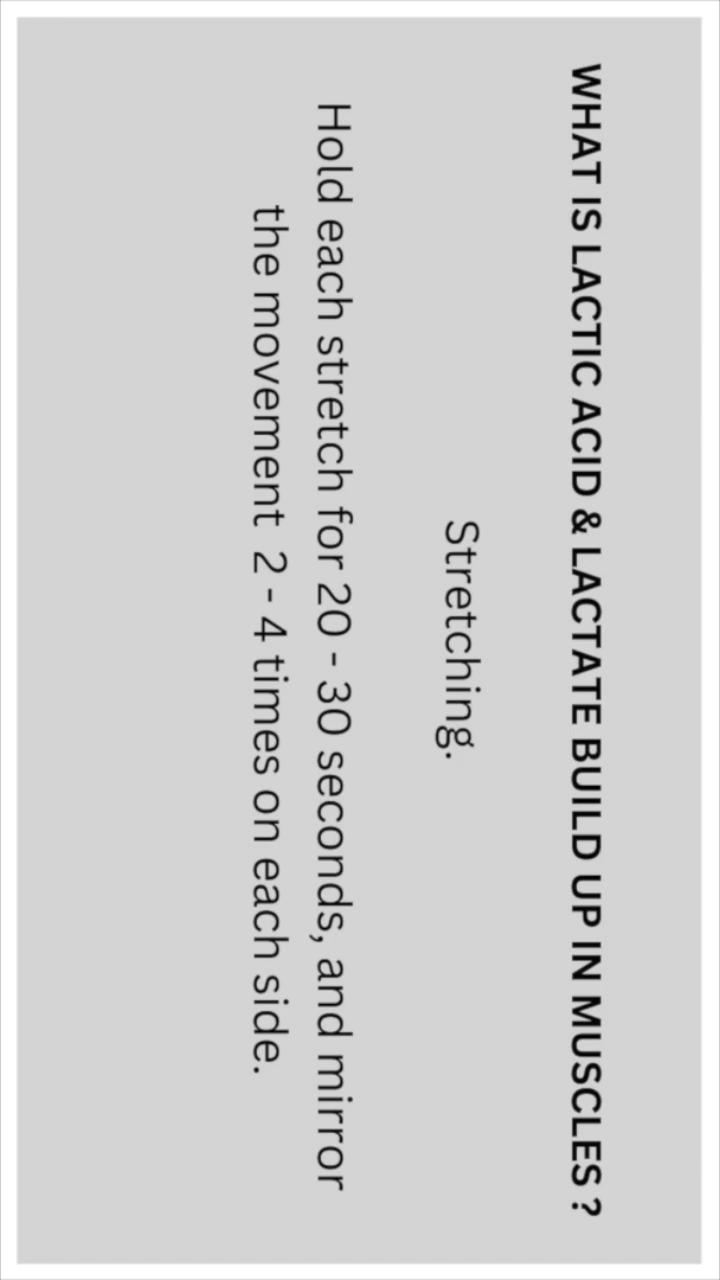 WHAT IS LACTIC ACID & LACTATE BUILD UP IN MUSCLES ?
Stretching.
Hold each stretch for 20 - 30 seconds, and mirror
the movement 2 - 4 times on each side.